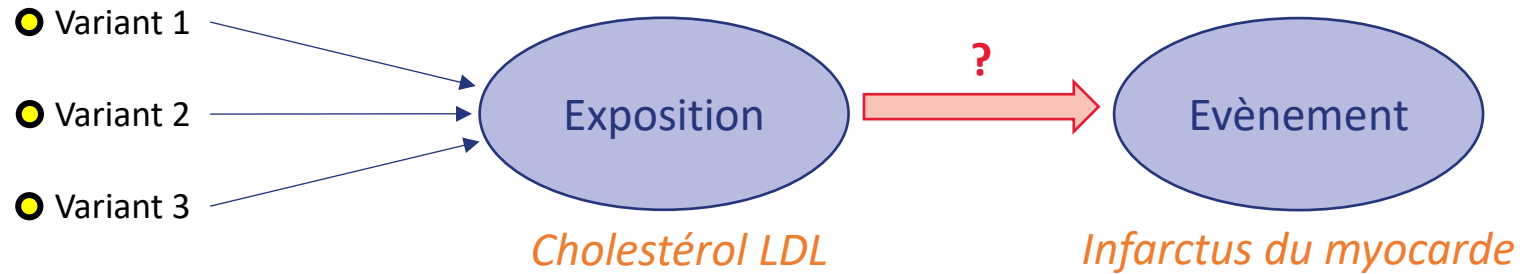 Variant 1
Variant 2
Variant 3
Exposition
?
Evènement
Cholestérol LDL
Infarctus du myocarde